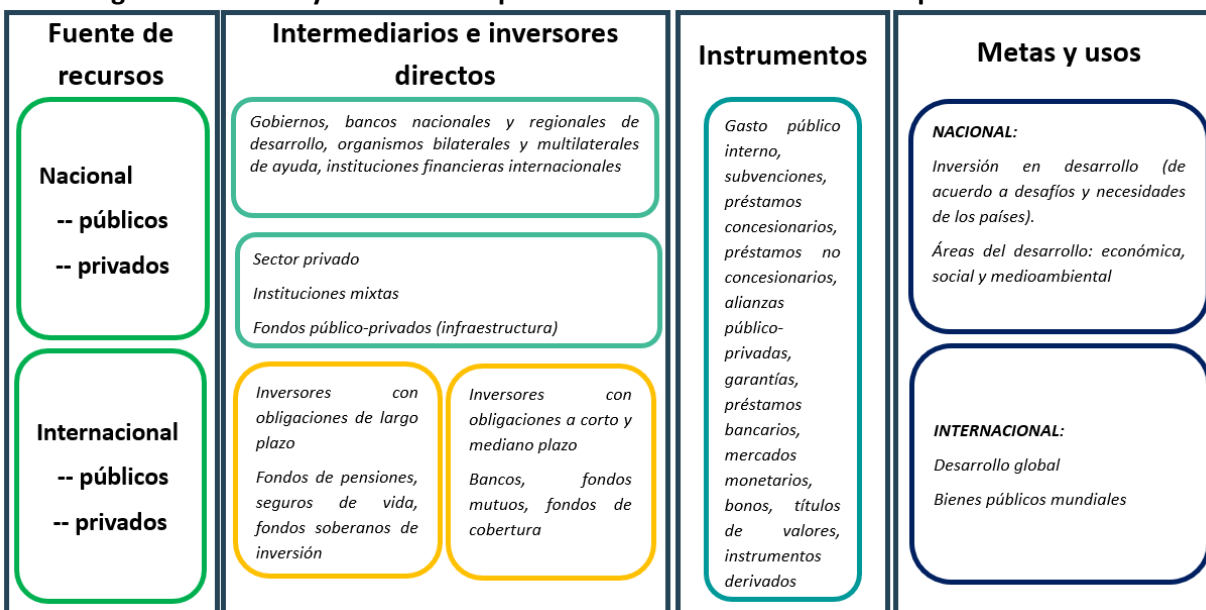 Fuente de
recursos
Nacional
-- públicos
-- privados
Internacional
-- públicos
-- privados
Intermediarios e inversores
directos
Gobiernos, bancos nacionales y regionales de
desarrollo, organismos bilaterales y multilaterales
de ayuda, instituciones financieras internacionales
Sector privado
Instituciones mixtas
Fondos público-privados (infraestructura)
Inversores con
obligaciones de largo
plazo
Fondos de pensiones,
seguros de vida,
fondos soberanos de
inversión
Inversores con
obligaciones a corto y
mediano plazo
Bancos, fondos
mutuos, fondos de
cobertura
Instrumentos
Gasto público
interno,
subvenciones,
préstamos
concesionarios,
préstamos no
concesionarios,
alianzas
público-
privadas,
garantías,
préstamos
bancarios,
mercados
monetarios,
bonos, títulos
de valores,
instrumentos
derivados
Metas y usos
NACIONAL:
Inversión en desarrollo (de
acuerdo a desafíos y necesidades
de los países).
Áreas del desarrollo: económica,
social y medioambiental
INTERNACIONAL:
Desarrollo global
Bienes públicos mundiales